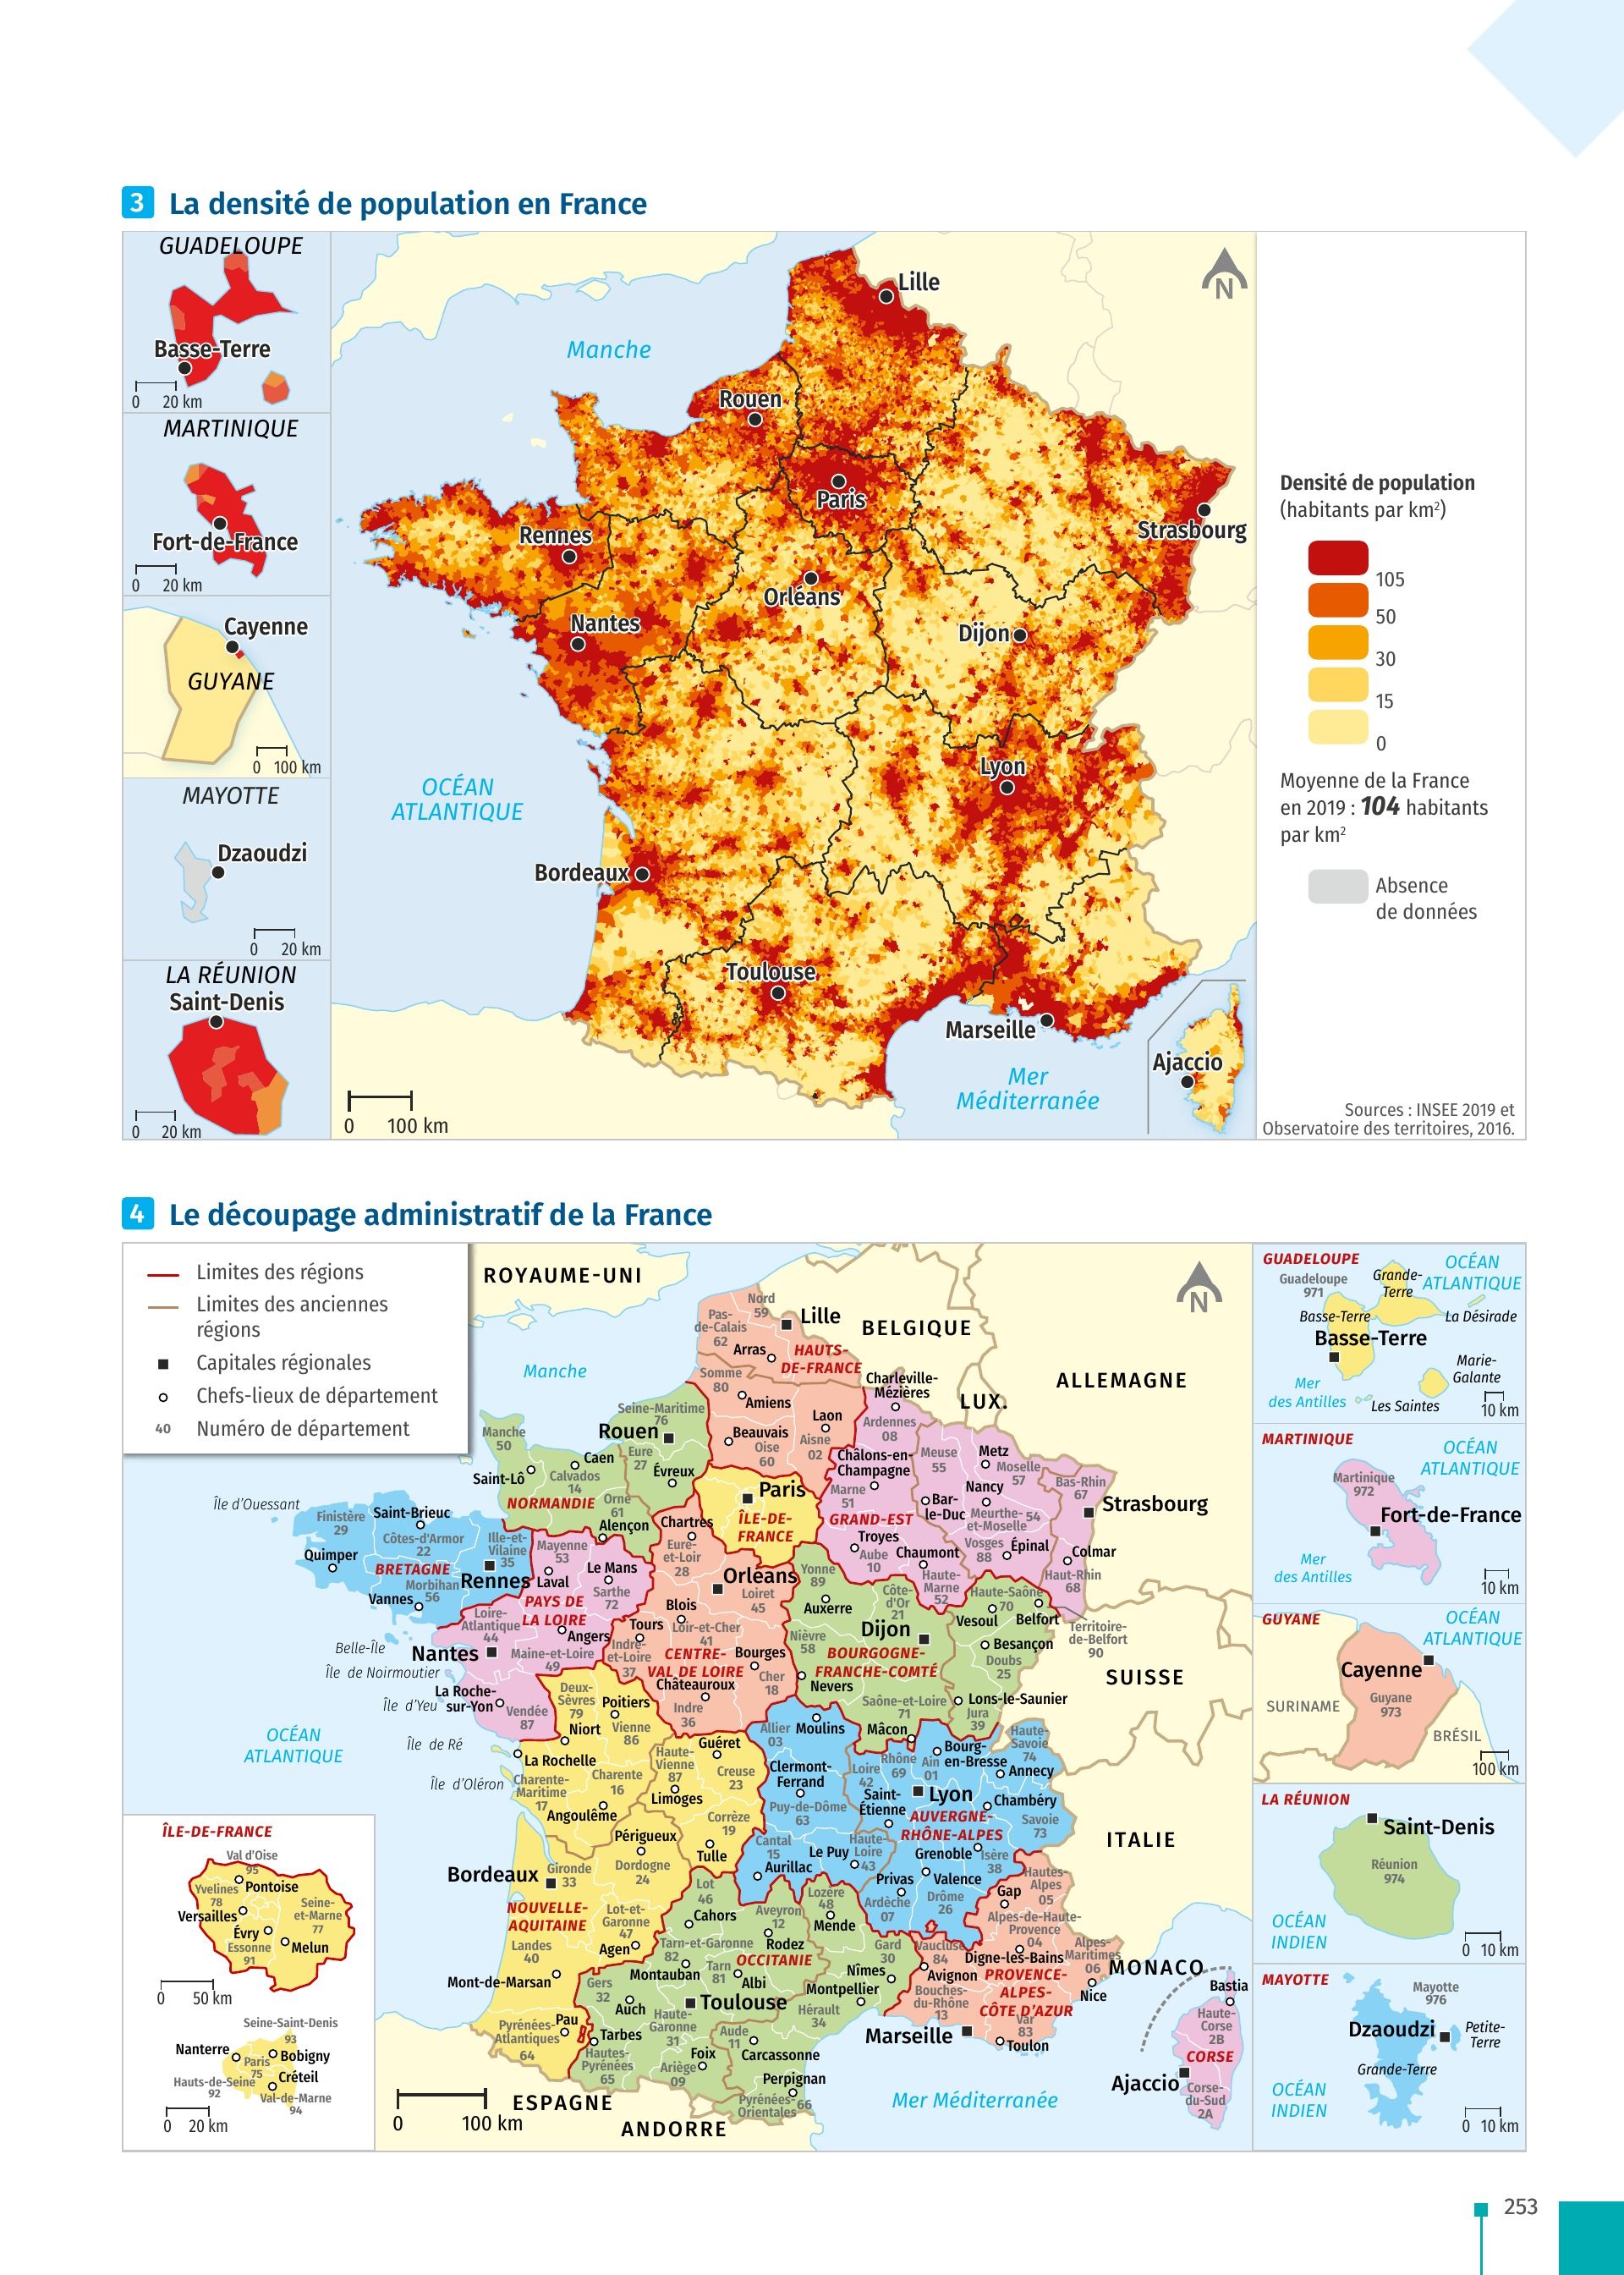 3 La densité de population en France
GUADELOUPE
Basse-Terre
0 20 km
MARTINIQUE
Fort-de-France
0 20 km
Cayenne
GUYANE
0 100 km
MAYOTTE
Dzaoudzi
0 20 km
LA RÉUNION
Saint-Denis
0 20 km
Manche
Lille
N
Rouen
Paris
Strasbourg
Rennes
Orléans
Nantes
Dijon
Lyon
OCÉAN
ATLANTIQUE
Bordeaux
Toulouse
Marseille
Ajaccio
Mer
Méditerranée
0 100 km
Densité de population
(habitants par km²)
105
50
30
15
0
Moyenne de la France
en 2019 : 104 habitants
par km²
Absence
de données
Sources : INSEE 2019 et
Observatoire des territoires, 2016.
4 Le découpage administratif de la France
Limites des régions
Limites des anciennes
régions
Capitales régionales
Chefs-lieux de département
40 Numéro de département
ROYAUME-UNI
BELGIQUE
LUX.
ALLEMAGNE
SUISSE
ITALIE
MONACO
ESPAGNE
ANDORRE
N
Manche
OCÉAN
ATLANTIQUE
Mer Méditerranée
Île d'Ouessant
Belle-Île
Île de Noirmoutier
Île d'Yeu
Île de Ré
Île d'Oléron
Nord
59
Lille
Pas-
de-Calais
62
Arras
HAUTS-
DE-FRANCE
Somme
80
Amiens
Laon
Aisne
02
Beauvais
Oise
60
Charleville-
Mézières
Ardennes
08
Châlons-en-
Champagne
Marne
51
GRAND-EST
Meuse
55
Bar-
le-Duc
Metz
Moselle
57
Nancy
Meurthe-
et-Moselle
54
Bas-Rhin
67
Strasbourg
Troyes
Aube
10
Chaumont
Haute-
Marne
52
Vosges
88
Épinal
Colmar
Haut-Rhin
68
Seine-Maritime
76
Rouen
Eure
27
Évreux
Manche
50
Saint-Lô
Caen
Calvados
14
NORMANDIE
Orne
61
Alençon
Paris
ÎLE-DE-
FRANCE
Finistère
29
Quimper
Saint-Brieuc
Côtes-d'Armor
22
BRETAGNE
Morbihan
56
Vannes
Ille-et-
Vilaine
35
Rennes
Mayenne
53
Laval
Le Mans
Sarthe
72
PAYS DE
LA LOIRE
Loire-
Atlantique
44
Nantes
Angers
Maine-et-Loire
49
La Roche-
sur-Yon
Vendée
87
Chartres
Eure-
et-Loir
28
Orléans
Loiret
45
Blois
Loir-et-Cher
41
Tours
Indre-
et-Loire
37
CENTRE-
VAL DE LOIRE
Bourges
Cher
18
Châteauroux
Indre
36
Yonne
89
Auxerre
Côte-
d'Or
21
Dijon
Nièvre
58
Nevers
BOURGOGNE-
FRANCHE-COMTÉ
Haute-Saône
70
Vesoul
Belfort
Territoire-
de-Belfort
90
Besançon
Doubs
25
Saône-et-Loire
71
Mâcon
Lons-le-Saunier
Jura
39
Deux-
Sèvres
79
Niort
Poitiers
Vienne
86
La Rochelle
Charente-
Maritime
17
Charente
16
Angoulême
Haute-
Vienne
87
Limoges
Guéret
Creuse
23
Corrèze
19
Tulle
Périgueux
Dordogne
24
Bordeaux
Gironde
33
NOUVELLE-
AQUITAINE
Lot-et-
Garonne
47
Agen
Landes
40
Mont-de-Marsan
Pau
Pyrénées-
Atlantiques
64
Allier
03
Moulins
Clermont-
Ferrand
Puy-de-Dôme
63
Cantal
15
Aurillac
Le Puy
Haute-
Loire
43
Loire
42
Saint-
Étienne
Rhône
69
Lyon
Ain
01
Bourg-
en-Bresse
Haute-
Savoie
74
Annecy
Chambéry
Savoie
73
AUVERGNE-
RHÔNE-ALPES
Grenoble
Isère
38
Privas
Ardèche
07
Valence
Drôme
26
Lot
46
Cahors
Aveyron
12
Rodez
Lozère
48
Mende
Gard
30
Nîmes
Tarn-et-Garonne
82
Montauban
Tarn
81
Albi
OCCITANIE
Montpellier
Hérault
34
Gers
32
Auch
Toulouse
Haute-
Garonne
31
Tarbes
Hautes-
Pyrénées
65
Foix
Ariège
09
Aude
11
Carcassonne
Perpignan
Pyrénées-
Orientales
66
Gap
Hautes-
Alpes
05
Alpes-de-Haute-
Provence
04
Digne-les-Bains
Alpes-
Maritimes
06
Nice
Vaucluse
84
Avignon
Bouches-
du-Rhône
13
Marseille
PROVENCE-
ALPES-
CÔTE D'AZUR
Var
83
Toulon
Bastia
Haute-
Corse
2B
CORSE
Ajaccio
Corse-
du-Sud
2A
0 100 km
ÎLE-DE-FRANCE
Val d'Oise
95
Pontoise
Yvelines
78
Versailles
Seine-
et-Marne
77
Évry
Essonne
91
Melun
0 50 km
Seine-Saint-Denis
93
Nanterre
Bobigny
Paris
75
Créteil
Hauts-de-Seine
92
Val-de-Marne
94
0 20 km
GUADELOUPE
Guadeloupe
971
OCÉAN
ATLANTIQUE
Grande-
Terre
Basse-Terre
La Désirade
Basse-Terre
Marie-
Galante
Mer
des Antilles
Les Saintes
10 km
MARTINIQUE
OCÉAN
ATLANTIQUE
Martinique
972
Fort-de-France
Mer
des Antilles
10 km
GUYANE
OCÉAN
ATLANTIQUE
Cayenne
SURINAME
Guyane
973
BRÉSIL
100 km
LA RÉUNION
Saint-Denis
Réunion
974
OCÉAN
INDIEN
0 10 km
MAYOTTE
Mayotte
976
Dzaoudzi
Petite-
Terre
Grande-Terre
OCÉAN
INDIEN
0 10 km
253